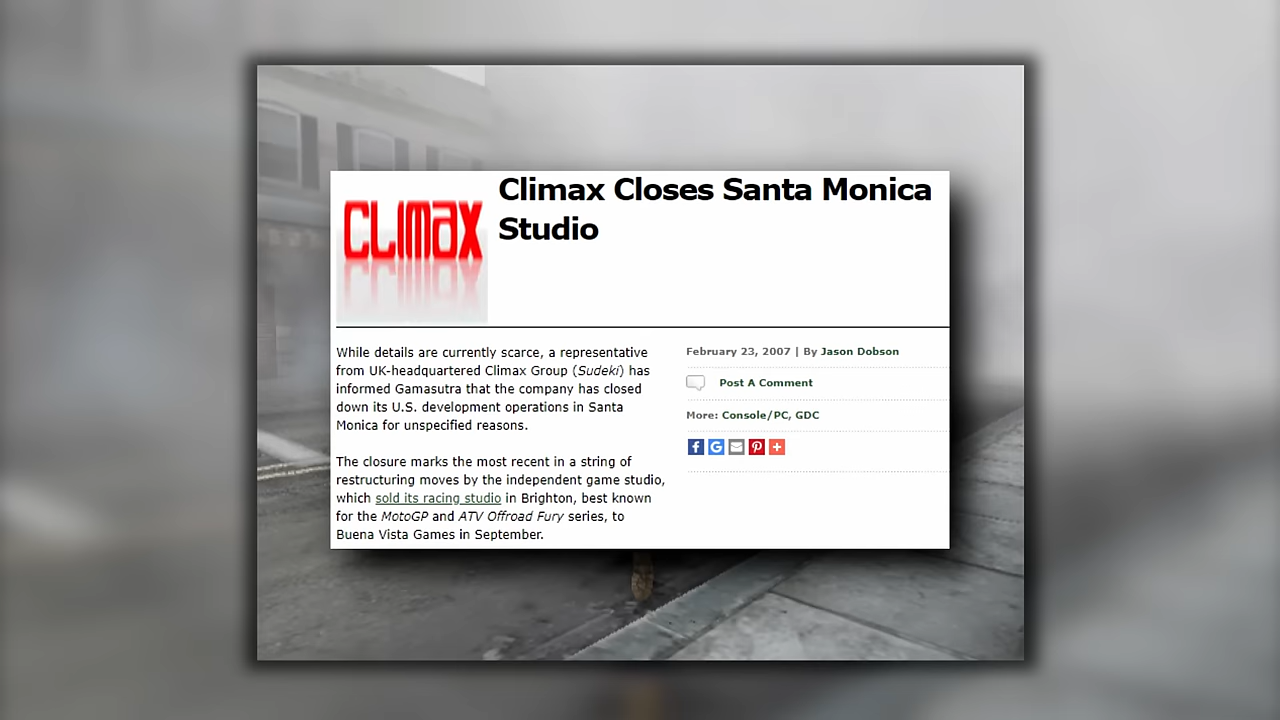 CLIMAX
Climax Closes Santa Monica
Studio
While details are currently scarce, a representative
from UK-headquartered Climax Group (Sudeki) has
informed Gamasutra that the company has closed
down its U.S. development operations in Santa
Monica for unspecified reasons.
The closure marks the most recent in a string of
restructuring moves by the independent game studio,
which sold its racing studio in Brighton, best known
for the MotoGP and ATV Offroad Fury series, to
Buena Vista Games in September.
February 23, 2007 | By Jason Dobson
Post A Comment
More: Console/PC, GDC